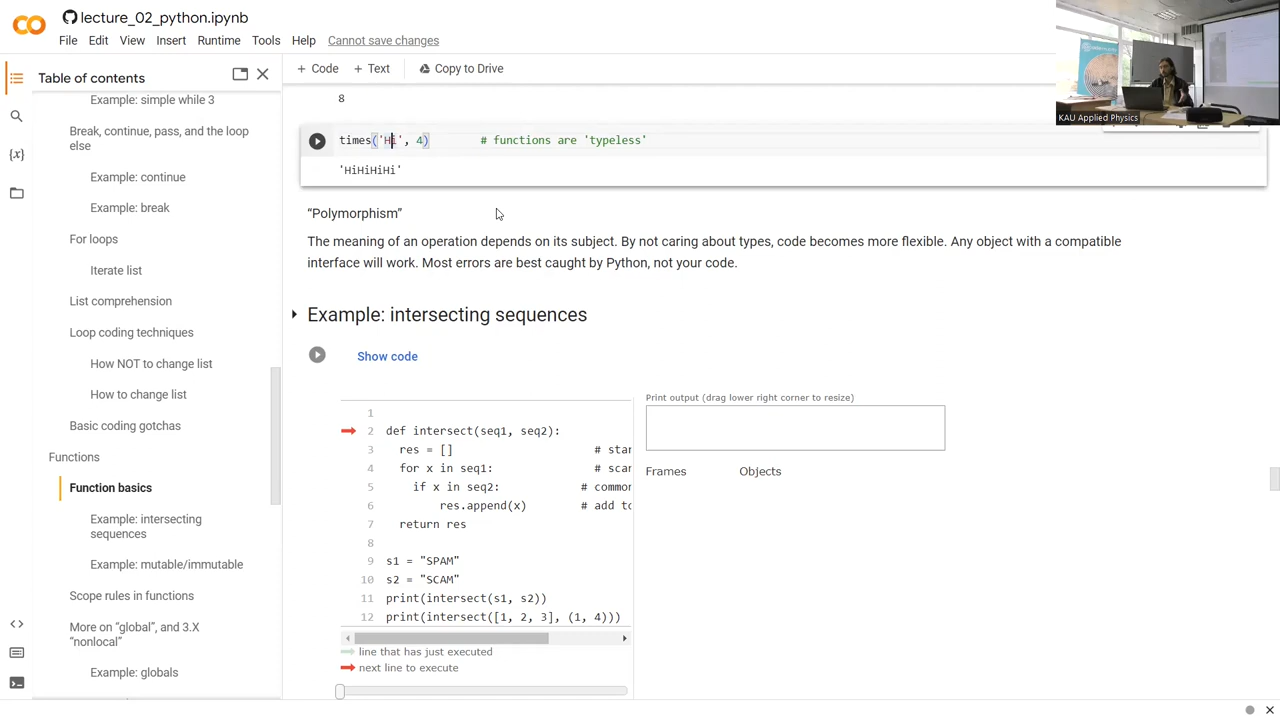 lecture_02_python.ipynb
File Edit View Insert Runtime Tools Help Cannot save changes
Table of contents
+ Code + Text Copy to Drive
Example: simple while 3
Break, continue, pass, and the loop
else
Example: continue
Example: break
For loops
Iterate list
List comprehension
Loop coding techniques
How NOT to change list
How to change list
Basic coding gotchas
Functions
Function basics
Example: intersecting
sequences
Example: mutable/immutable
Scope rules in functions
More on “global”, and 3.X
“nonlocal”
Example: globals
8
times('Hi', 4) # functions are 'typeless'
'HiHiHiHi'
“Polymorphism”
The meaning of an operation depends on its subject. By not caring about types, code becomes more flexible. Any object with a compatible
interface will work. Most errors are best caught by Python, not your code.
Example: intersecting sequences
Show code
1
2 def intersect(seq1, seq2):
3 res = [] # star
4 for x in seq1: # scan
5 if x in seq2: # common
6 res.append(x) # add to
7 return res
8
9 s1 = "SPAM"
10 s2 = "SCAM"
11 print(intersect(s1, s2))
12 print(intersect([1, 2, 3], (1, 4)))
line that has just executed
next line to execute
Print output (drag lower right corner to resize)
Frames Objects
KAU Applied Physics